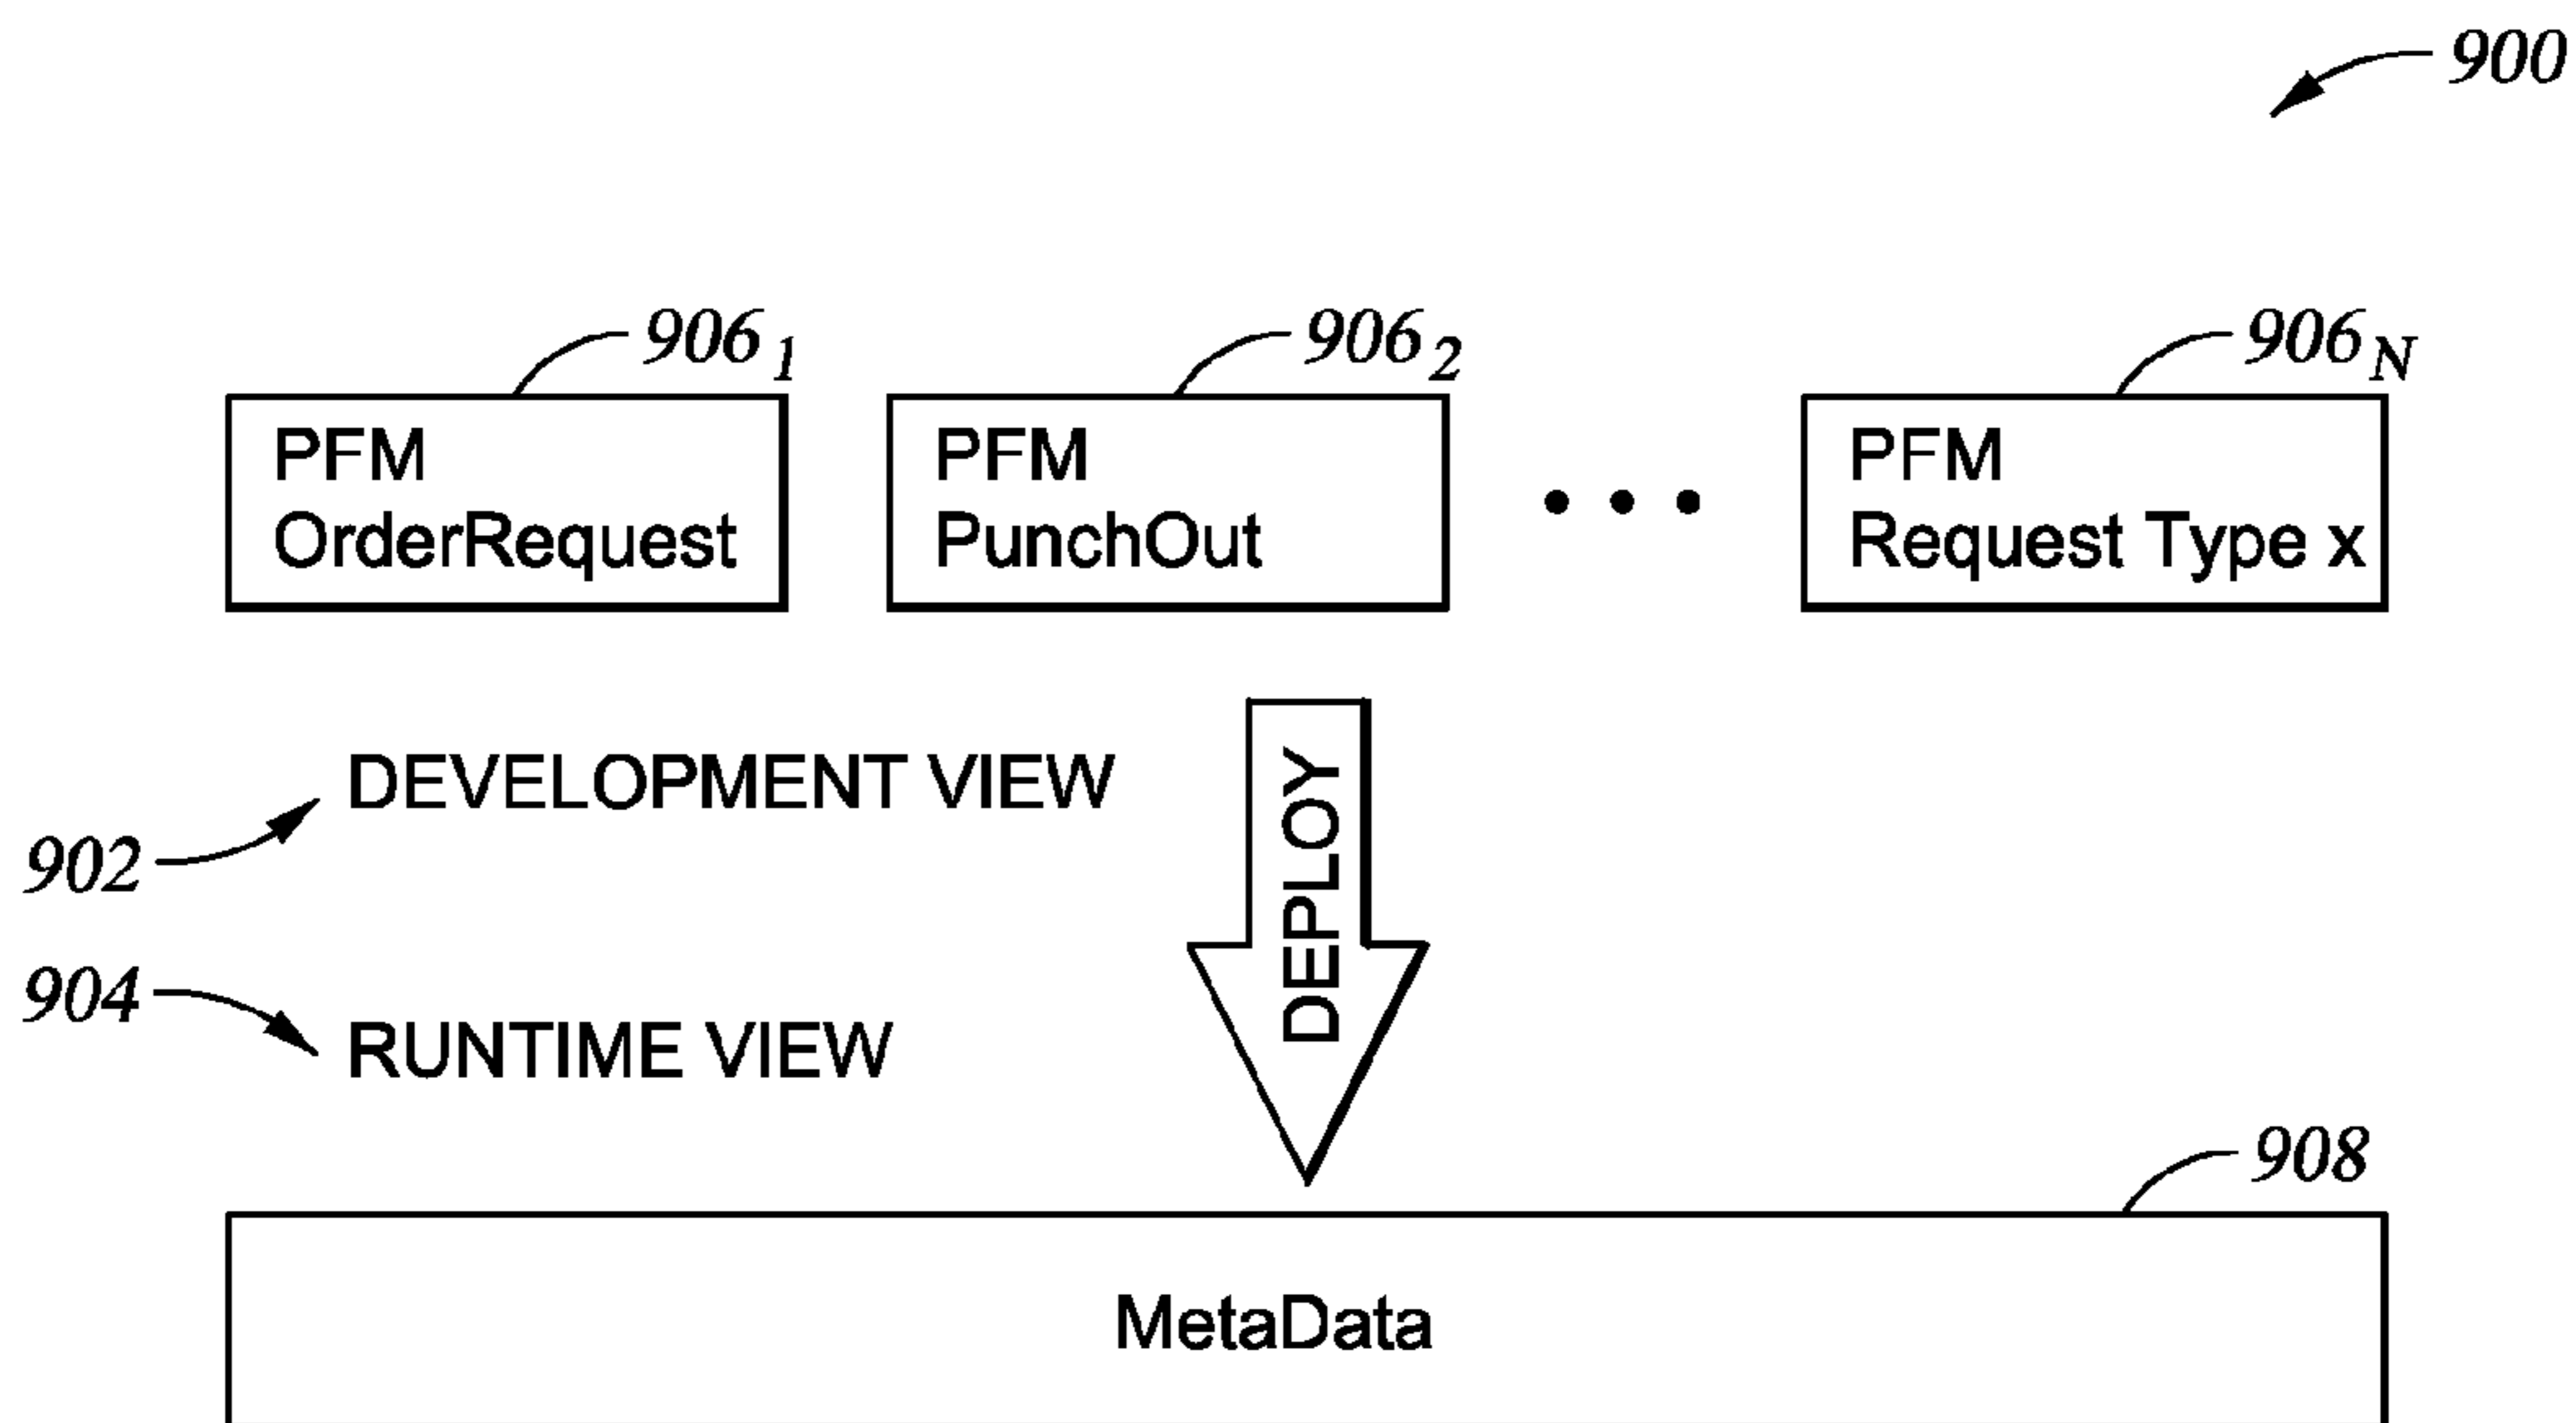 900
906 1
906 2
906 N
PFM
OrderRequest
PFM
PunchOut
PFM
Request Type x
DEVELOPMENT VIEW
902
DEPLOY
904
RUNTIME VIEW
908
MetaData